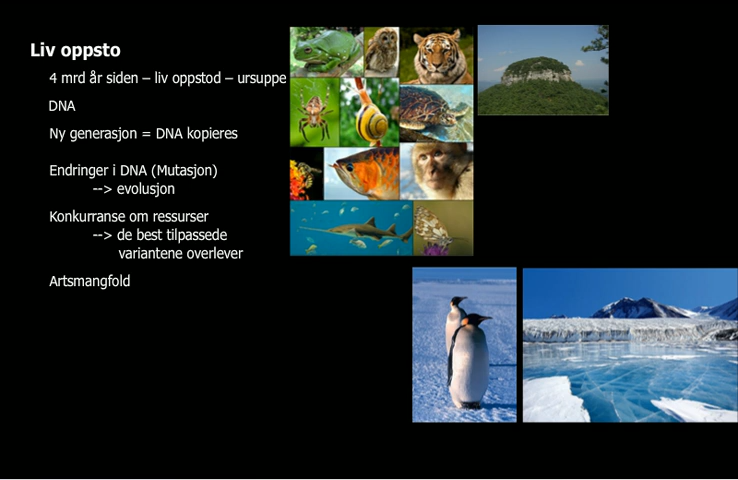 Liv oppsto
4 mrd år siden – liv oppstod – ursuppe
DNA
Ny generasjon = DNA kopieres
Endringer i DNA (Mutasjon)
--> evolusjon
Konkurranse om ressurser
--> de best tilpassede
variantene overlever
Artsmangfold